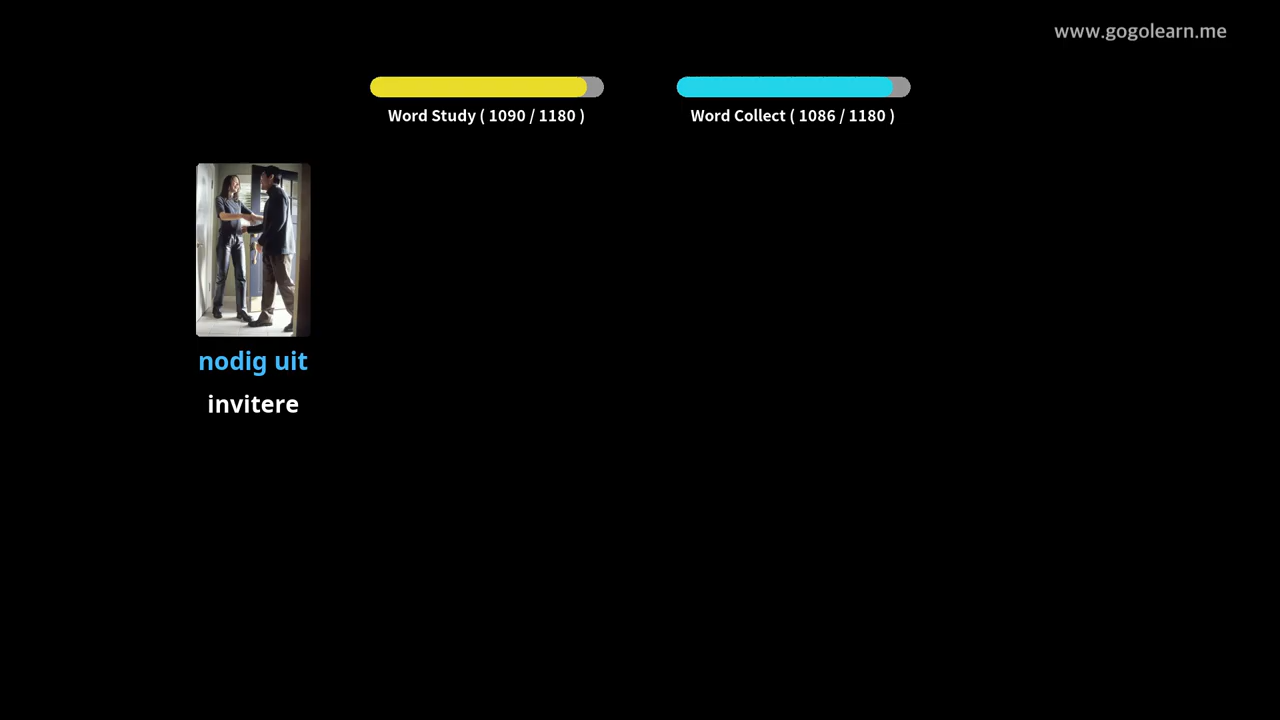 www.gogolearn.me
Word Study ( 1090 / 1180 )
Word Collect ( 1086 / 1180 )
nodig uit
invitere